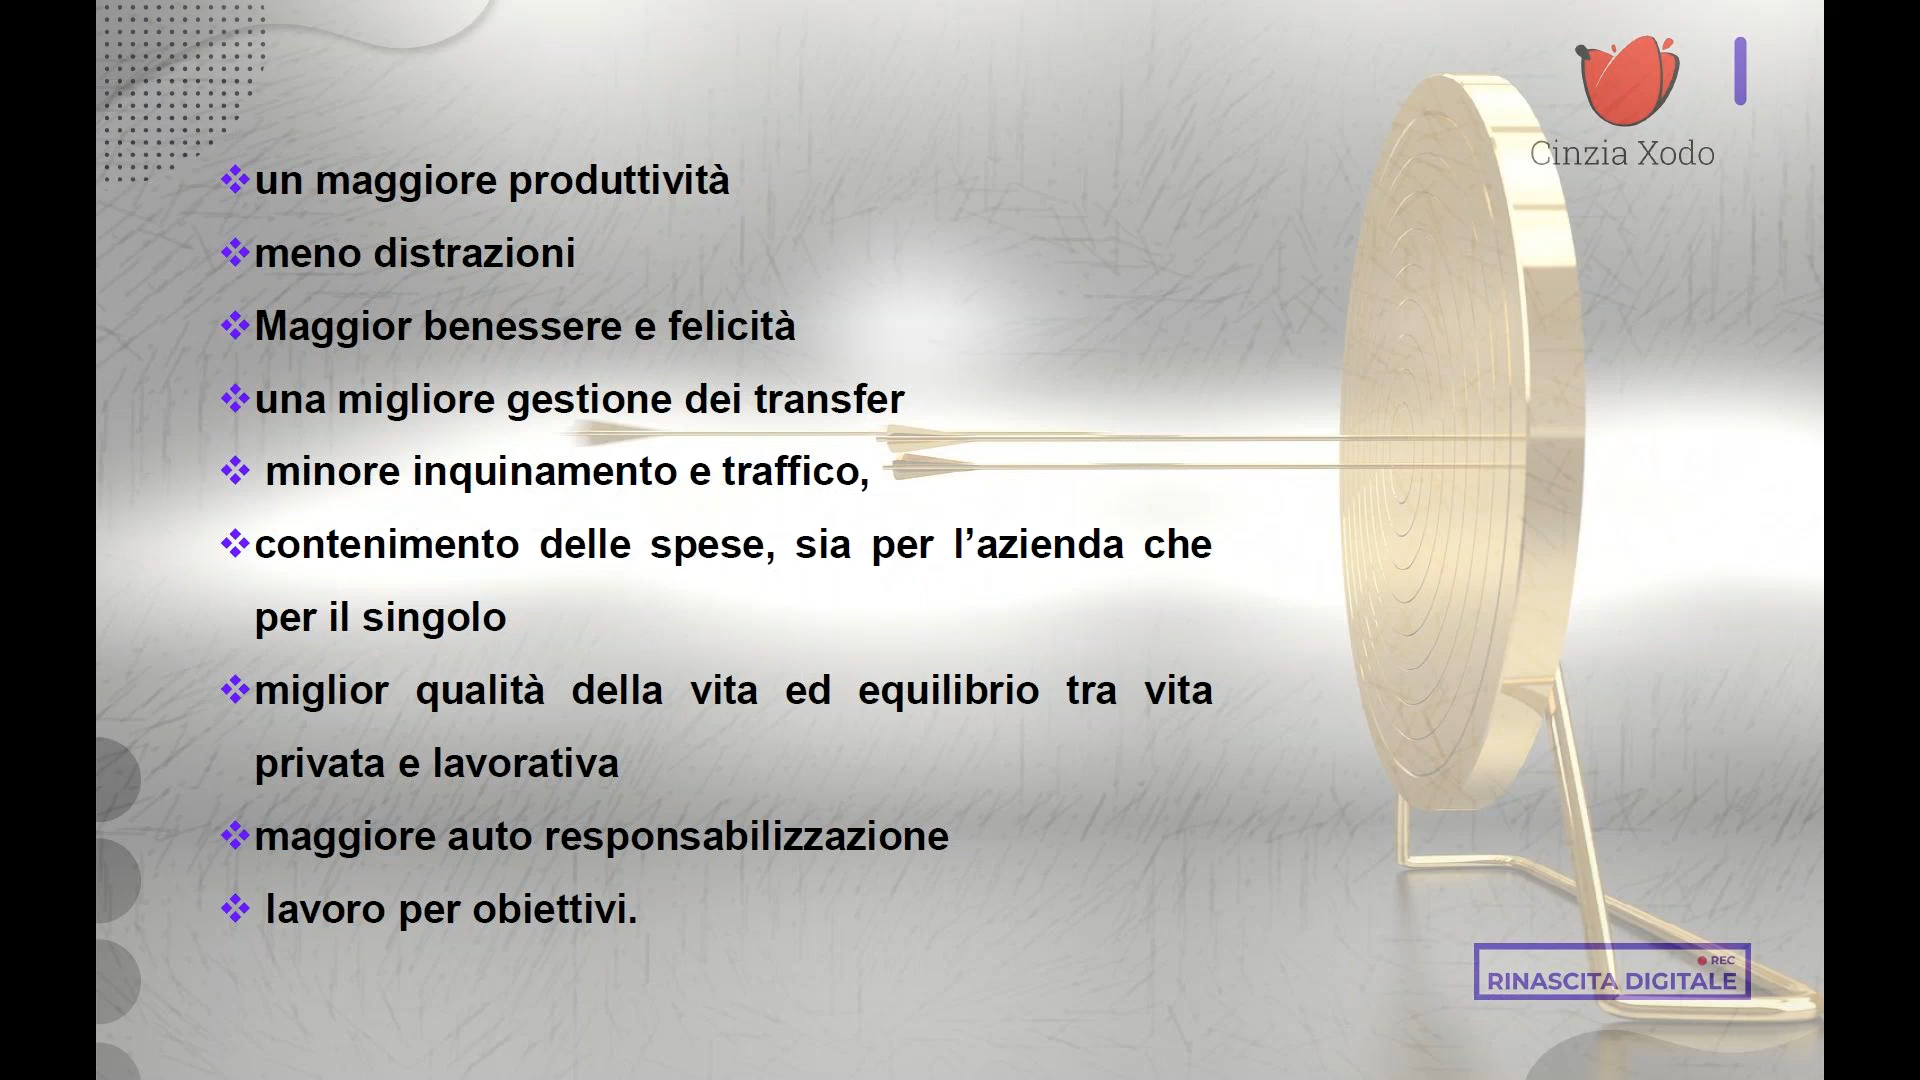 Cinzia Xodo
un maggiore produttività
meno distrazioni
Maggior benessere e felicità
una migliore gestione dei transfer
minore inquinamento e traffico,
contenimento delle spese, sia per l’azienda che
per il singolo
miglior qualità della vita ed equilibrio tra vita
privata e lavorativa
maggiore auto responsabilizzazione
lavoro per obiettivi.
REC
RINASCITA DIGITALE